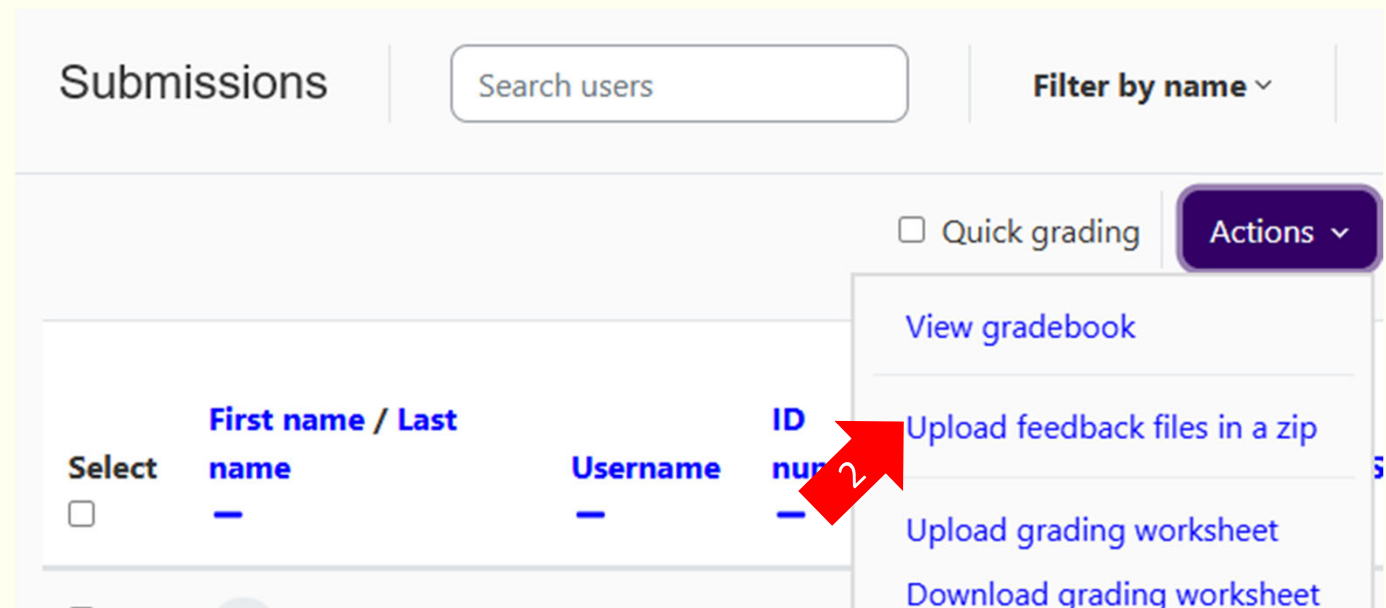 Submissions
Search users
Filter by name
Quick grading
Actions
View gradebook
Upload feedback files in a zip
Upload grading worksheet
Download grading worksheet
First name / Last
name
Select
Username
ID
2